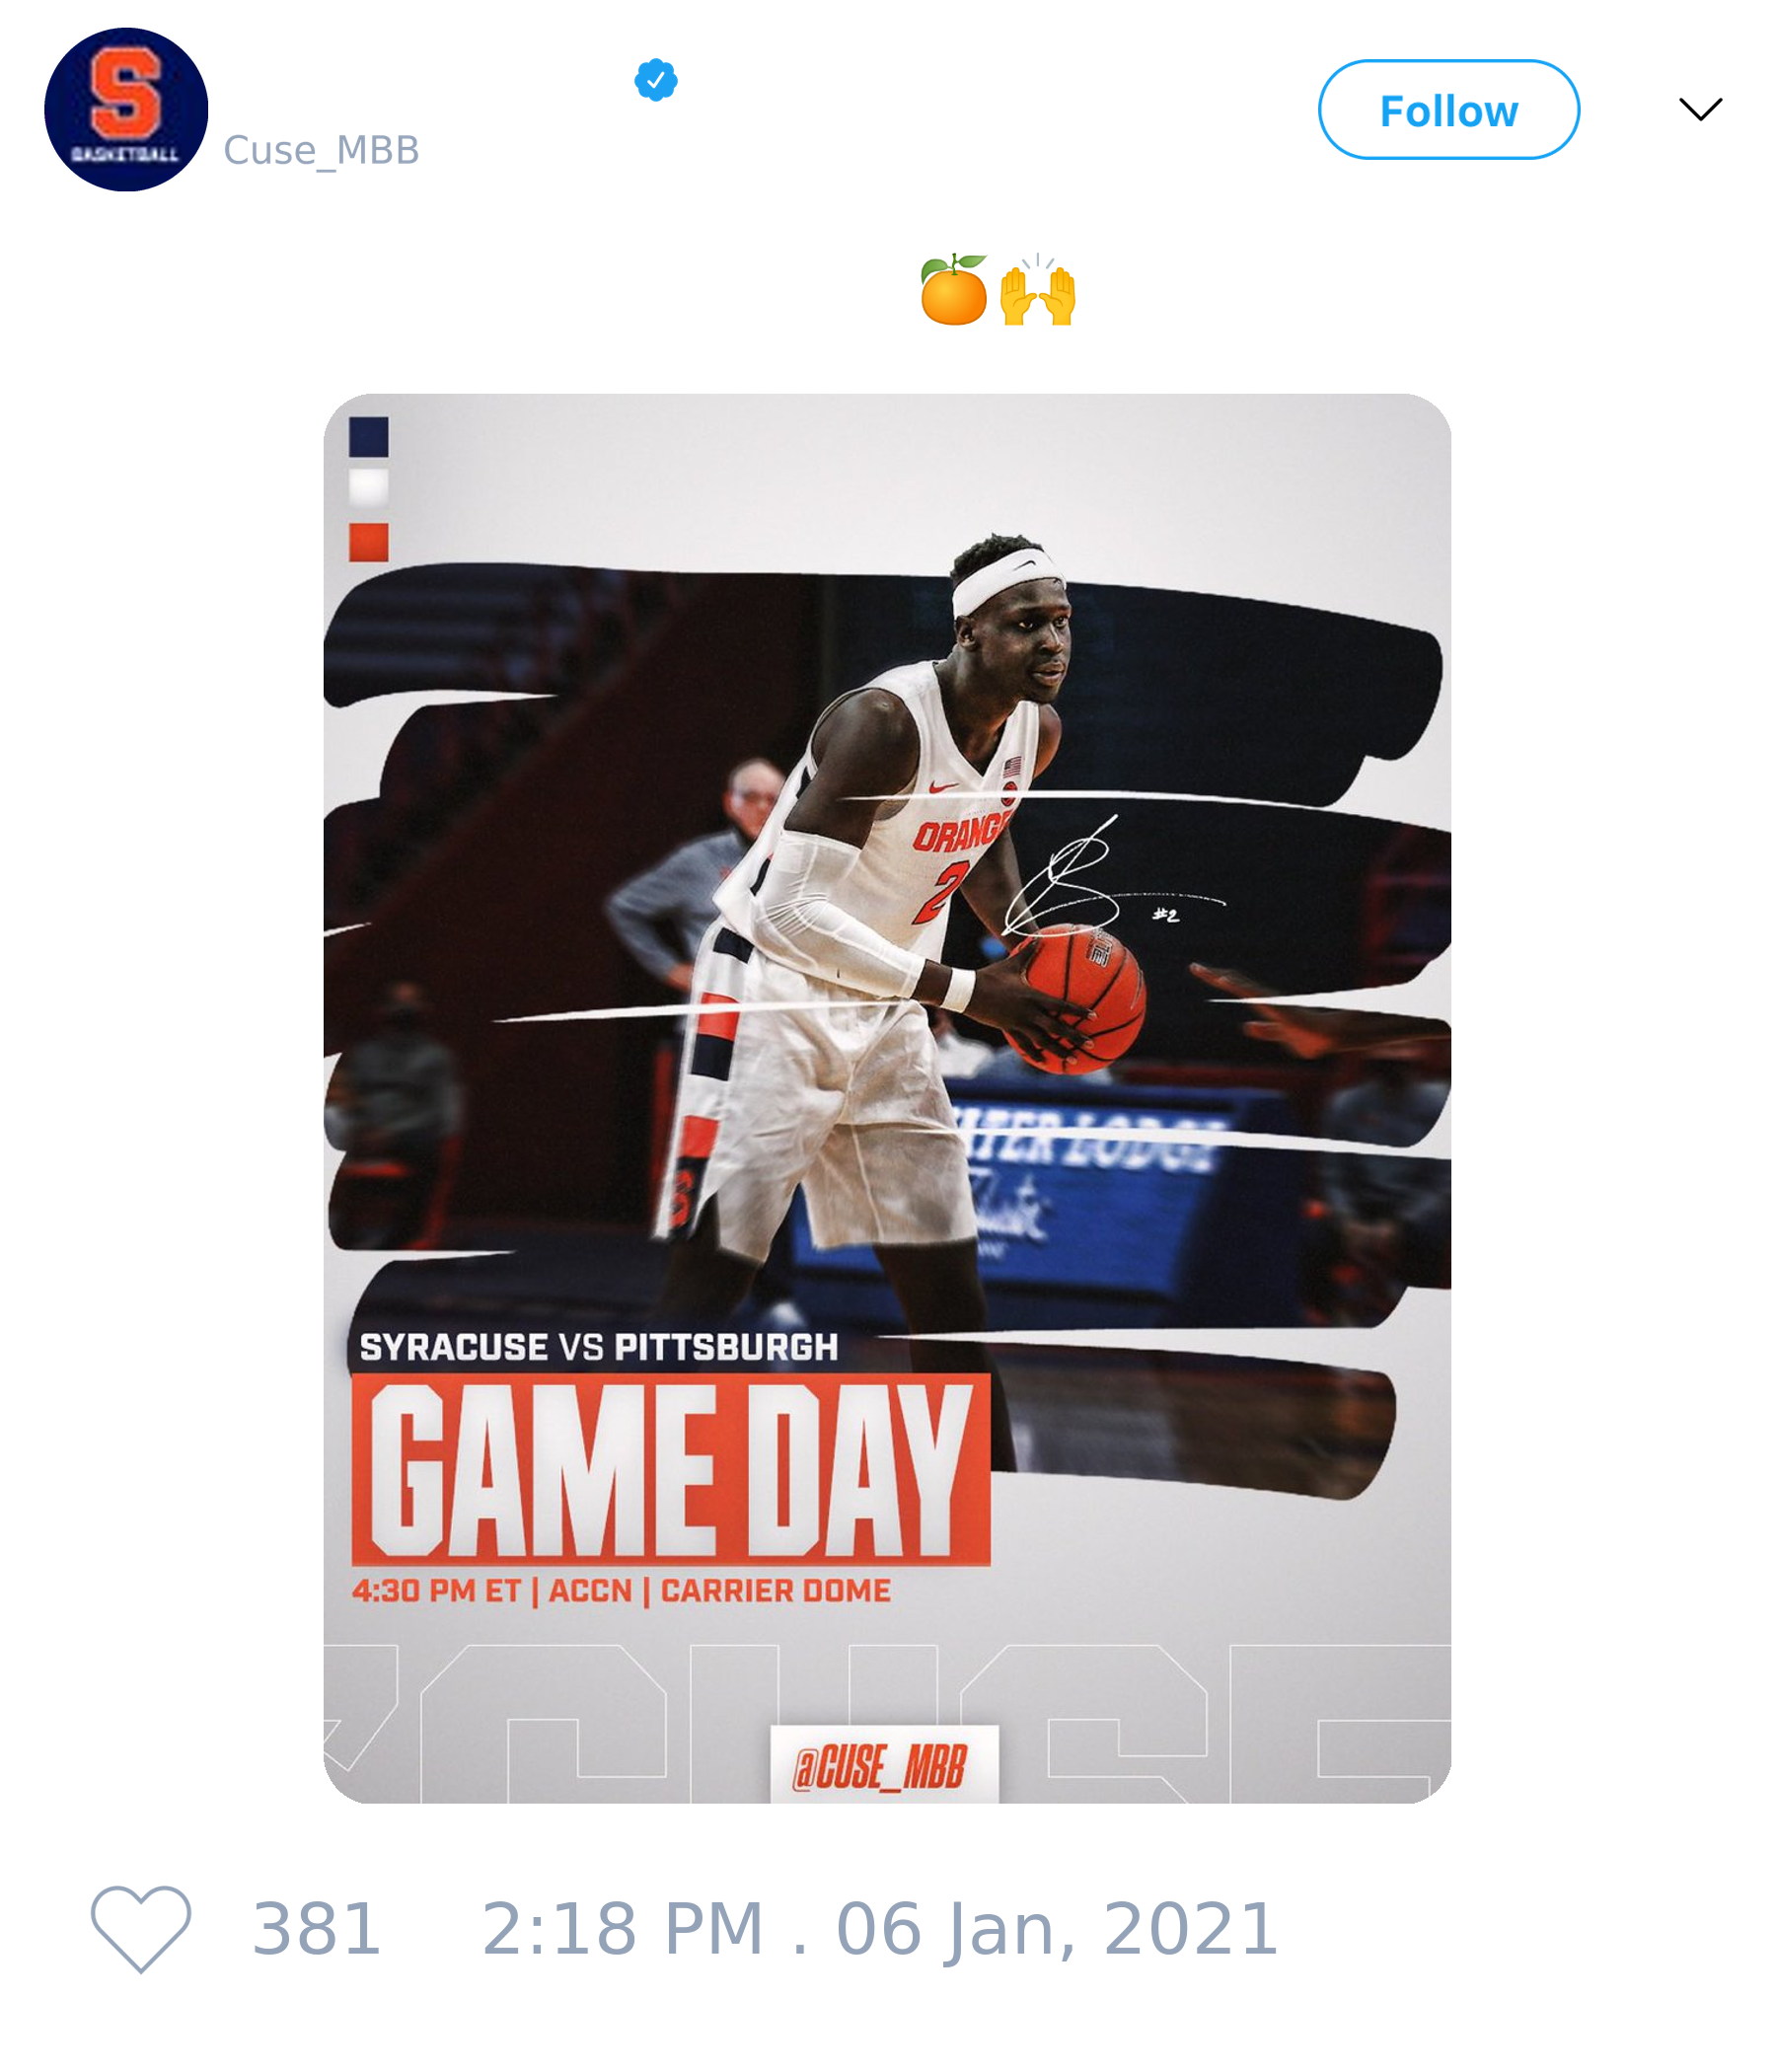 S
BASKETBALL
Cuse_MBB
Follow
🍊🙌
ORANGE
2
#2
LODGE
S
SYRACUSE VS PITTSBURGH
GAME DAY
4:30 PM ET | ACCN | CARRIER DOME
CUSE
@CUSE_MBB
381 2:18 PM . 06 Jan, 2021